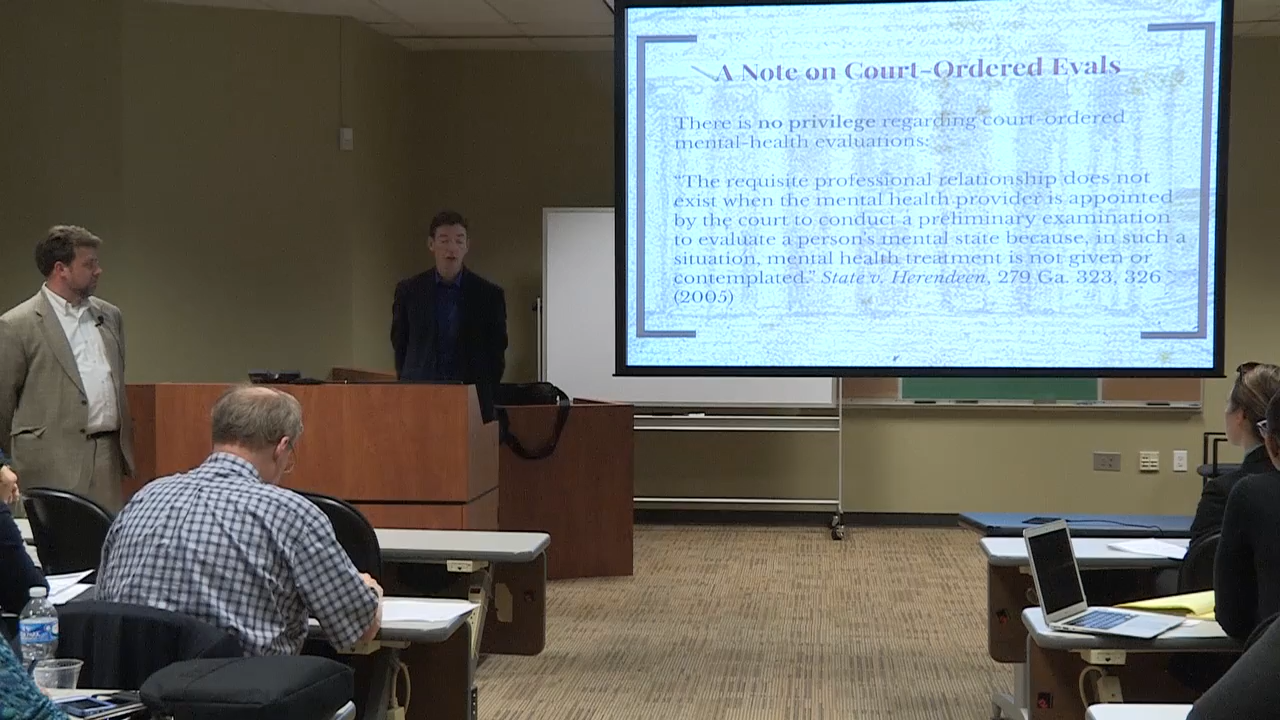 A Note on Court-Ordered Evals
There is no privilege regarding court-ordered
mental-health evaluations:
"The requisite professional relationship does not
exist when the mental health provider is appointed
by the court to conduct a preliminary examination
to evaluate a person's mental state because, in such a
situation, mental health treatment is not given or
contemplated." State v. Herendeen, 279 Ga. 323, 326
(2005)